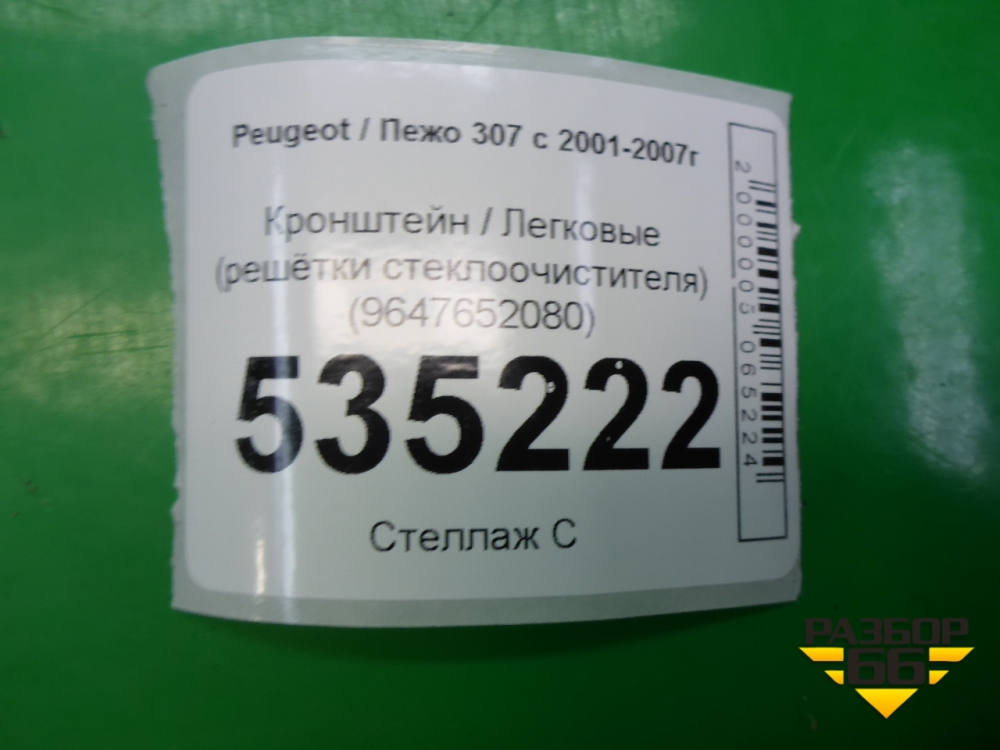 Peugeot / Пежо 307 с 2001-2007г
Кронштейн / Легковые
(решётки стеклоочистителя)
(9647652080)
535222
Стеллаж С
2000005065224
РАЗБОР
66